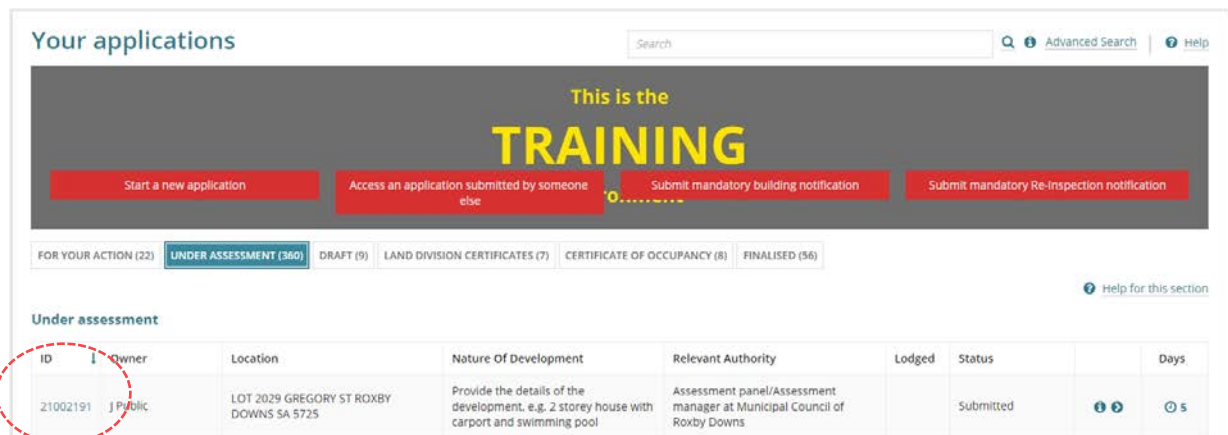 Your applications
Search
Advanced Search
Help
This is the
TRAINING
Start a new application
Access an application submitted by someone
else
Submit mandatory building notification
Submit mandatory Re-Inspection notification
FOR YOUR ACTION (22)
UNDER ASSESSMENT (360)
DRAFT (9)
LAND DIVISION CERTIFICATES (7)
CERTIFICATE OF OCCUPANCY (8)
FINALISED (56)
Help for this section
Under assessment
ID Owner Location Nature Of Development Relevant Authority Lodged Status Days
21002191 J Public LOT 2029 GREGORY ST ROXBY
DOWNS SA 5725
Provide the details of the
development, e.g. 2 storey house with
carport and swimming pool
Assessment panel/Assessment
manager at Municipal Council of
Roxby Downs
Submitted
5